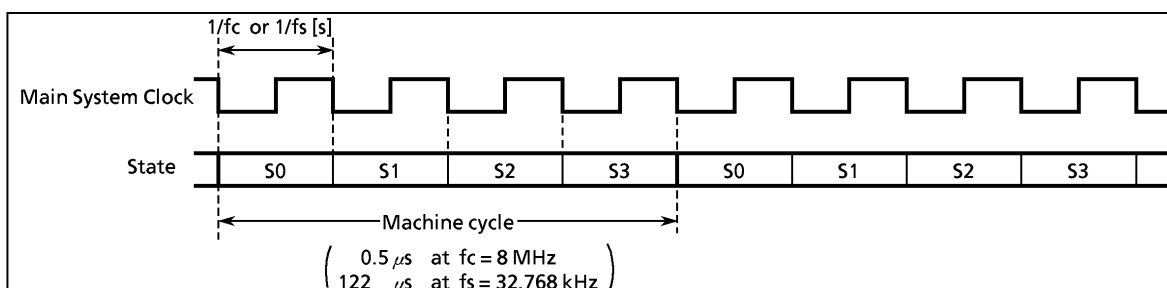 1/fc or 1/fs [s]
Main System Clock
State S0 S1 S2 S3 S0 S1 S2 S3
Machine cycle
0.5 μs at fc = 8 MHz
122 μs at fs = 32.768 kHz